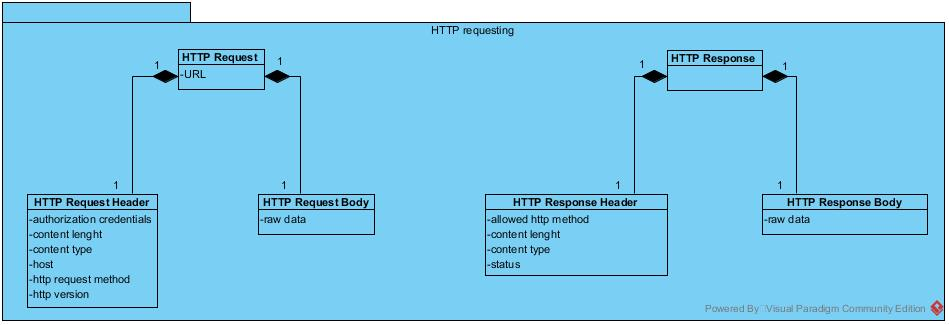 HTTP requesting
HTTP Request
-URL
1
1
1
1
HTTP Request Header
-authorization credentials
-content lenght
-content type
-host
-http request method
-http version
HTTP Request Body
-raw data
HTTP Response
1
1
1
1
HTTP Response Header
-allowed http method
-content lenght
-content type
-status
HTTP Response Body
-raw data
Powered By Visual Paradigm Community Edition